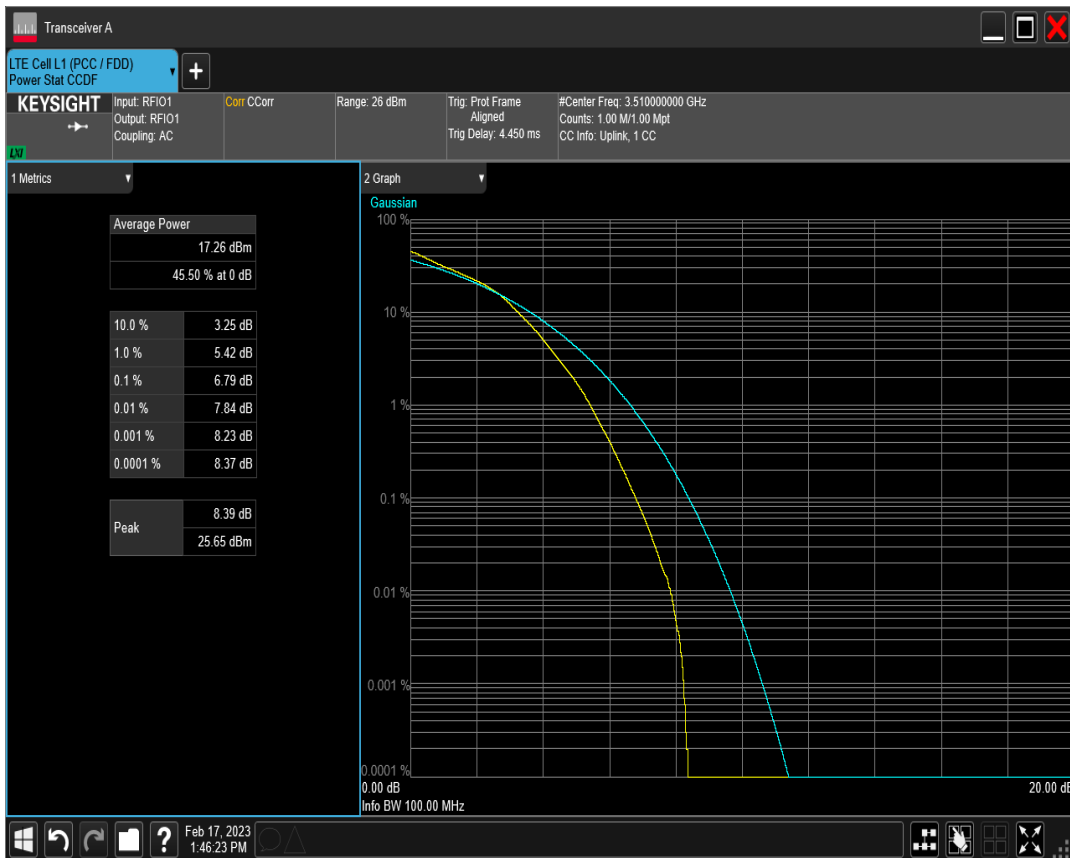 Transceiver A
LTE Cell L1 (PCC / FDD)
Power Stat CCDF
+
KEYSIGHT
LXI
Input: RFIO1
Output: RFIO1
Coupling: AC
Corr CCorr
Range: 26 dBm
Trig: Prot Frame
Aligned
Trig Delay: 4.450 ms
#Center Freq: 3.510000000 GHz
Counts: 1.00 M/1.00 Mpt
CC Info: Uplink, 1 CC
1 Metrics
Average Power
17.26 dBm
45.50 % at 0 dB
10.0 % 3.25 dB
1.0 % 5.42 dB
0.1 % 6.79 dB
0.01 % 7.84 dB
0.001 % 8.23 dB
0.0001 % 8.37 dB
Peak
8.39 dB
25.65 dBm
2 Graph
Gaussian
100 %
10 %
1 %
0.1 %
0.01 %
0.001 %
0.0001 %
0.00 dB
20.00 dB
Info BW 100.00 MHz
?
Feb 17, 2023
1:46:23 PM